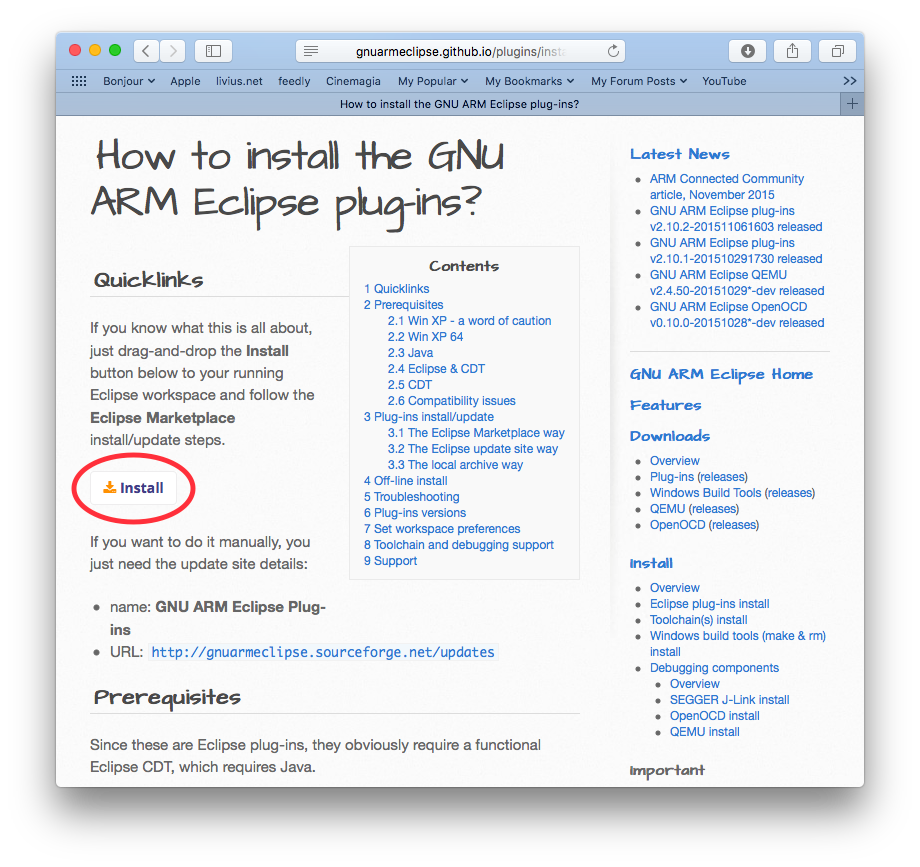 gnuarmeclipse.github.io/plugins/inst
Bonjour Apple livius.net feedly Cinemagia My Popular My Bookmarks My Forum Posts YouTube >>
How to install the GNU ARM Eclipse plug-ins? +
How to install the GNU
ARM Eclipse plug-ins?
Quicklinks
If you know what this is all about,
just drag-and-drop the Install
button below to your running
Eclipse workspace and follow the
Eclipse Marketplace
install/update steps.
Install
If you want to do it manually, you
just need the update site details:
• name: GNU ARM Eclipse Plug-
ins
• URL: http://gnuarmeclipse.sourceforge.net/updates
Contents
1 Quicklinks
2 Prerequisites
2.1 Win XP - a word of caution
2.2 Win XP 64
2.3 Java
2.4 Eclipse & CDT
2.5 CDT
2.6 Compatibility issues
3 Plug-ins install/update
3.1 The Eclipse Marketplace way
3.2 The Eclipse update site way
3.3 The local archive way
4 Off-line install
5 Troubleshooting
6 Plug-ins versions
7 Set workspace preferences
8 Toolchain and debugging support
9 Support
Prerequisites
Since these are Eclipse plug-ins, they obviously require a functional
Eclipse CDT, which requires Java.
Latest News
• ARM Connected Community
article, November 2015
• GNU ARM Eclipse plug-ins
v2.10.2-201511061603 released
• GNU ARM Eclipse plug-ins
v2.10.1-201510291730 released
• GNU ARM Eclipse QEMU
v2.4.50-20151029*-dev released
• GNU ARM Eclipse OpenOCD
v0.10.0-20151028*-dev released
GNU ARM Eclipse Home
Features
Downloads
• Overview
• Plug-ins (releases)
• Windows Build Tools (releases)
• QEMU (releases)
• OpenOCD (releases)
Install
• Overview
• Eclipse plug-ins install
• Toolchain(s) install
• Windows build tools (make & rm)
install
• Debugging components
• Overview
• SEGGER J-Link install
• OpenOCD install
• QEMU install
Important